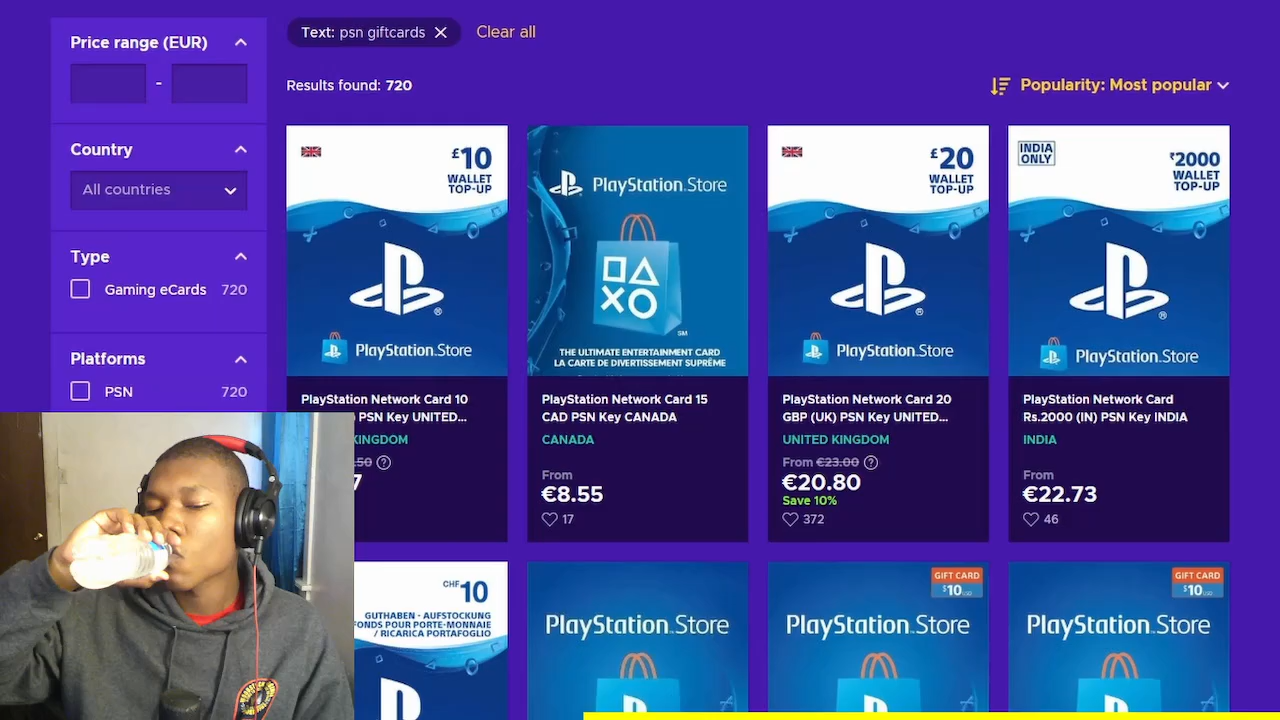 Price range (EUR)
-
Country
All countries
Type
Gaming eCards 720
Platforms
PSN 720
Text: psn giftcards ✕ Clear all
Results found: 720
Popularity: Most popular
£10
WALLET
TOP-UP
PlayStation.Store
PlayStation Network Card 10
PSN Key UNITED...
KINGDOM
.50
7
PlayStation.Store
SM
THE ULTIMATE ENTERTAINMENT CARD
LA CARTE DE DIVERTISSEMENT SUPRÊME
PlayStation Network Card 15
CAD PSN Key CANADA
CANADA
From
€8.55
17
£20
WALLET
TOP-UP
®
PlayStation.Store
PlayStation Network Card 20
GBP (UK) PSN Key UNITED...
UNITED KINGDOM
From €23.00
€20.80
Save 10%
372
INDIA
ONLY
₹2000
WALLET
TOP-UP
®
PlayStation.Store
PlayStation Network Card
Rs.2000 (IN) PSN Key INDIA
INDIA
From
€22.73
46
CHF 10
GUTHABEN - AUFSTOCKUNG
FONDS POUR PORTE-MONNAIE
/ RICARICA PORTAFOGLIO
PlayStation.Store
GIFT CARD
$10
PlayStation.Store
GIFT CARD
$10
PlayStation.Store